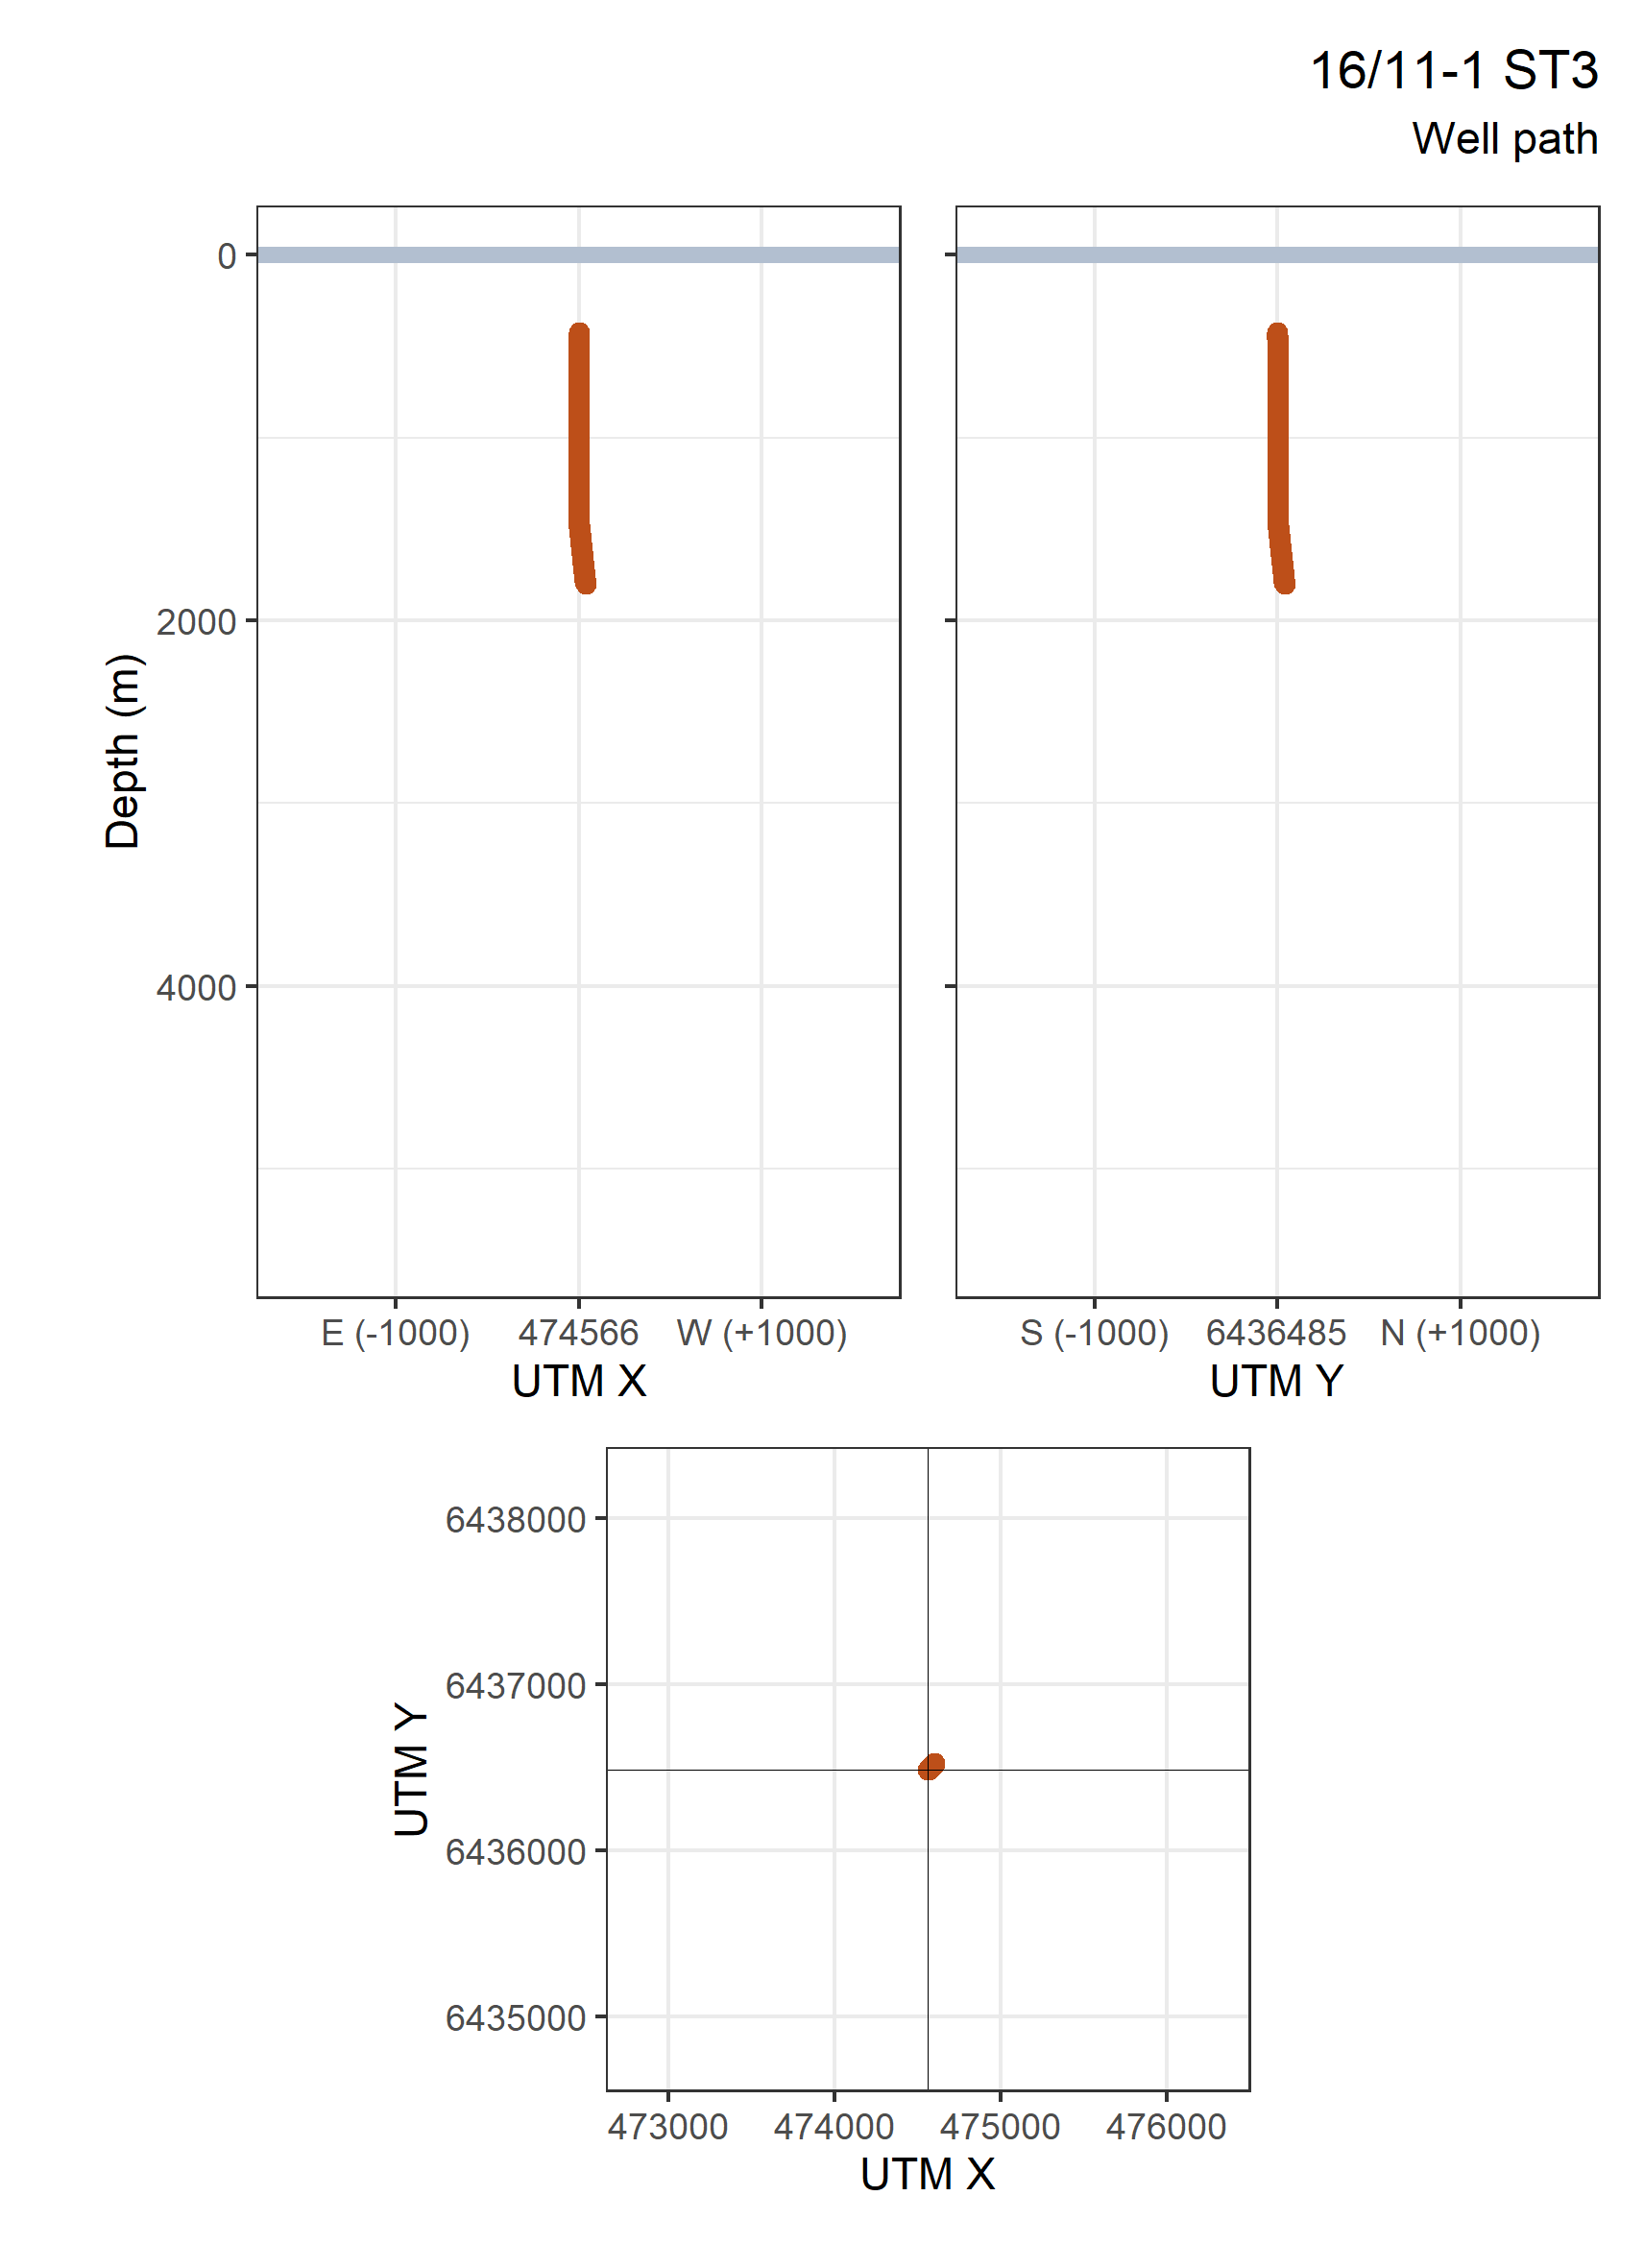 16/11-1 ST3
Well path
0
2000
4000
Depth (m)
E (-1000) 474566 W (+1000)
UTM X
S (-1000) 6436485 N (+1000)
UTM Y
6438000
6437000
6436000
6435000
UTM Y
473000 474000 475000 476000
UTM X